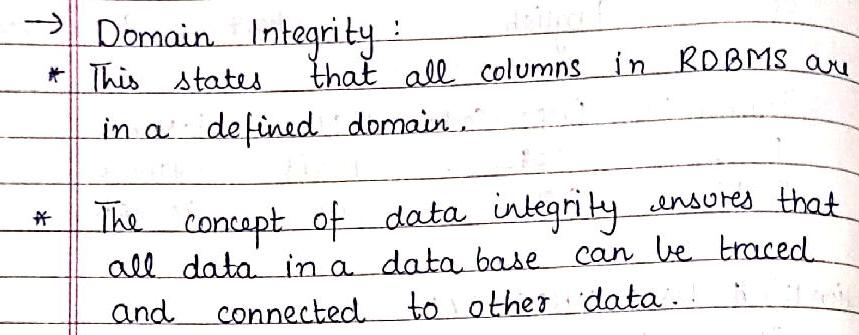 → Domain Integrity :
* This states that all columns in RDBMS are
in a defined domain.
* The concept of data integrity ensures that
all data in a data base can be traced
and connected to other data.